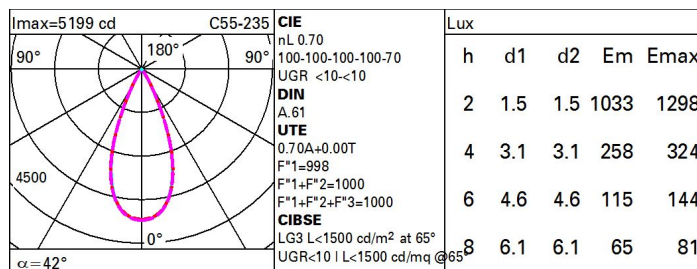 Imax=5199 cd C55-235
90° 180° 90°
4500
0°
α=42°
CIE
nL 0.70
100-100-100-100-70
UGR <10-<10
DIN
A.61
UTE
0.70A+0.00T
F"1=998
F"1+F"2=1000
F"1+F"2+F"3=1000
CIBSE
LG3 L<1500 cd/m² at 65°
UGR<10 | L<1500 cd/mq @65°
Lux
h d1 d2 Em Emax
2 1.5 1.5 1033 1298
4 3.1 3.1 258 324
6 4.6 4.6 115 144
8 6.1 6.1 65 81